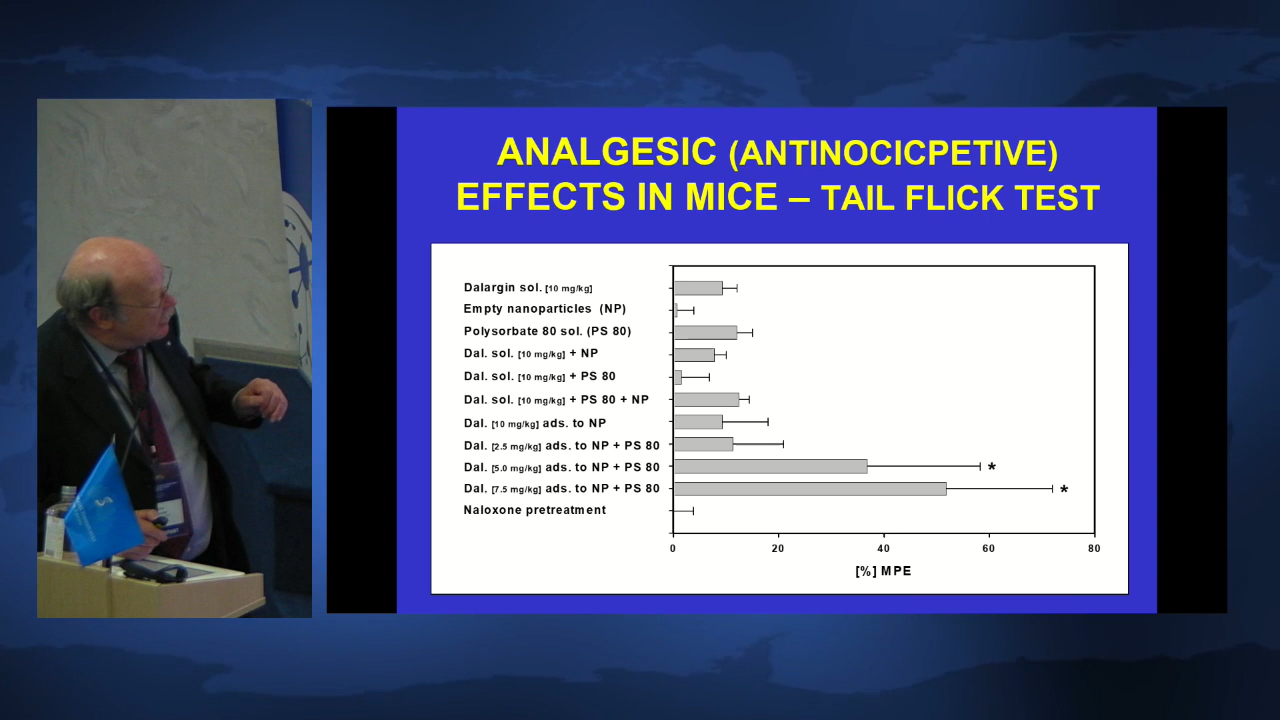 ANALGESIC (ANTINOCICPETIVE)
EFFECTS IN MICE – TAIL FLICK TEST
Dalargin sol. [10 mg/kg]
Empty nanoparticles (NP)
Polysorbate 80 sol. (PS 80)
Dal. sol. [10 mg/kg] + NP
Dal. sol. [10 mg/kg] + PS 80
Dal. sol. [10 mg/kg] + PS 80 + NP
Dal. [10 mg/kg] ads. to NP
Dal. [2.5 mg/kg] ads. to NP + PS 80
Dal. [5.0 mg/kg] ads. to NP + PS 80 *
Dal. [7.5 mg/kg] ads. to NP + PS 80 *
Naloxone pretreatment
0 20 40 60 80
[%] MPE